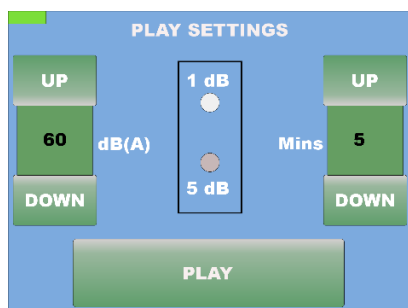 PLAY SETTINGS
UP
1 dB
UP
60
dB(A)
Mins
5
5 dB
DOWN
DOWN
PLAY